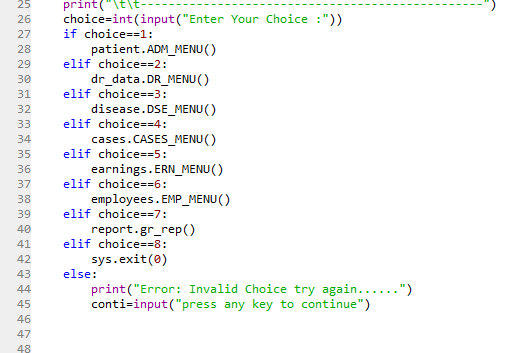 25 print("\t\t------------------------------------------------")
26 choice=int(input("Enter Your Choice :"))
27 if choice==1:
28 patient.ADM_MENU()
29 elif choice==2:
30 dr_data.DR_MENU()
31 elif choice==3:
32 disease.DSE_MENU()
33 elif choice==4:
34 cases.CASES_MENU()
35 elif choice==5:
36 earnings.ERN_MENU()
37 elif choice==6:
38 employees.EMP_MENU()
39 elif choice==7:
40 report.gr_rep()
41 elif choice==8:
42 sys.exit(0)
43 else:
44 print("Error: Invalid Choice try again......")
45 conti=input("press any key to continue")
46
47
48